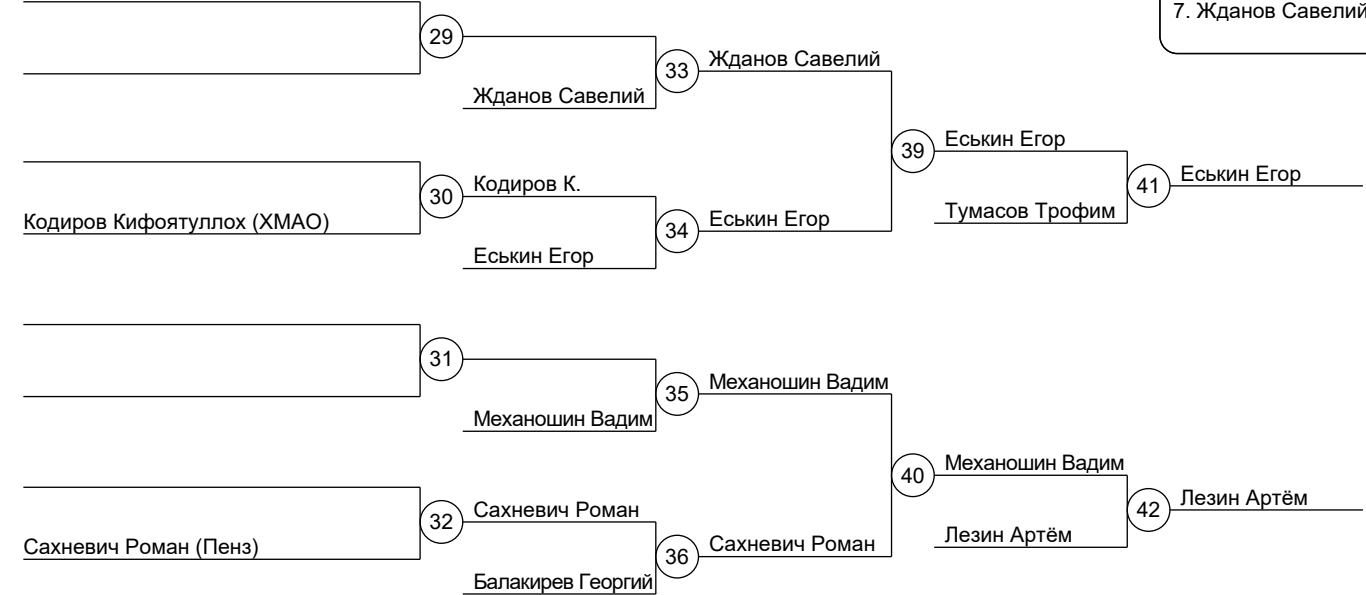 7. Жданов Савелий
29
33
Жданов Савелий
Жданов Савелий
39
Еськин Егор
30
Кодиров К.
41
Еськин Егор
Кодиров Кифоятуллох (ХМАО)
34
Еськин Егор
Тумасов Трофим
Еськин Егор
31
35
Механошин Вадим
Механошин Вадим
40
Механошин Вадим
32
Сахневич Роман
42
Лезин Артём
Сахневич Роман (Пенз)
36
Сахневич Роман
Лезин Артём
Балакирев Георгий